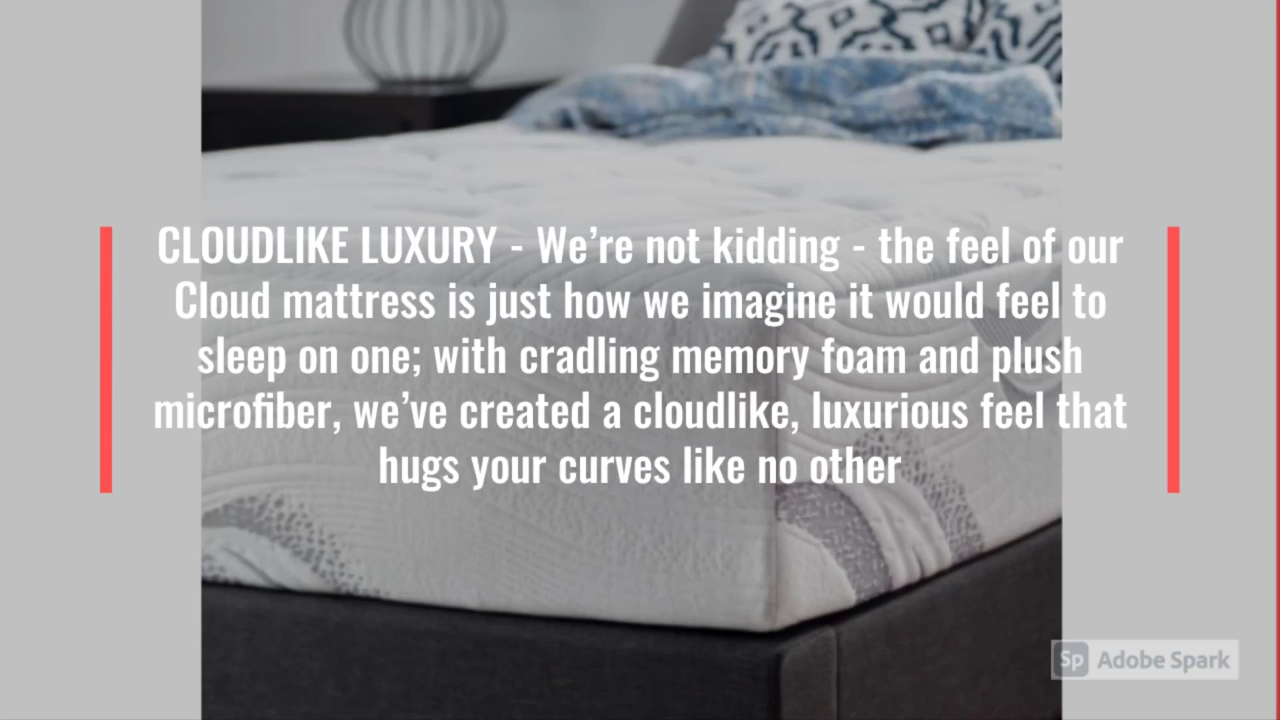 CLOUDLIKE LUXURY - We’re not kidding - the feel of our
Cloud mattress is just how we imagine it would feel to
sleep on one; with cradling memory foam and plush
microfiber, we’ve created a cloudlike, luxurious feel that
hugs your curves like no other
Sp Adobe Spark